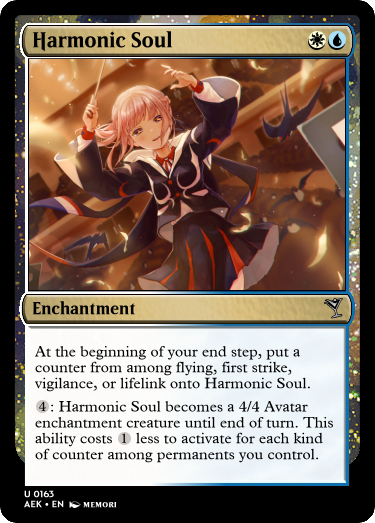 Harmonic Soul
Enchantment
At the beginning of your end step, put a
counter from among flying, first strike,
vigilance, or lifelink onto Harmonic Soul.
4: Harmonic Soul becomes a 4/4 Avatar
enchantment creature until end of turn. This
ability costs 1 less to activate for each kind
of counter among permanents you control.
U 0163
AEK • EN MEMORI